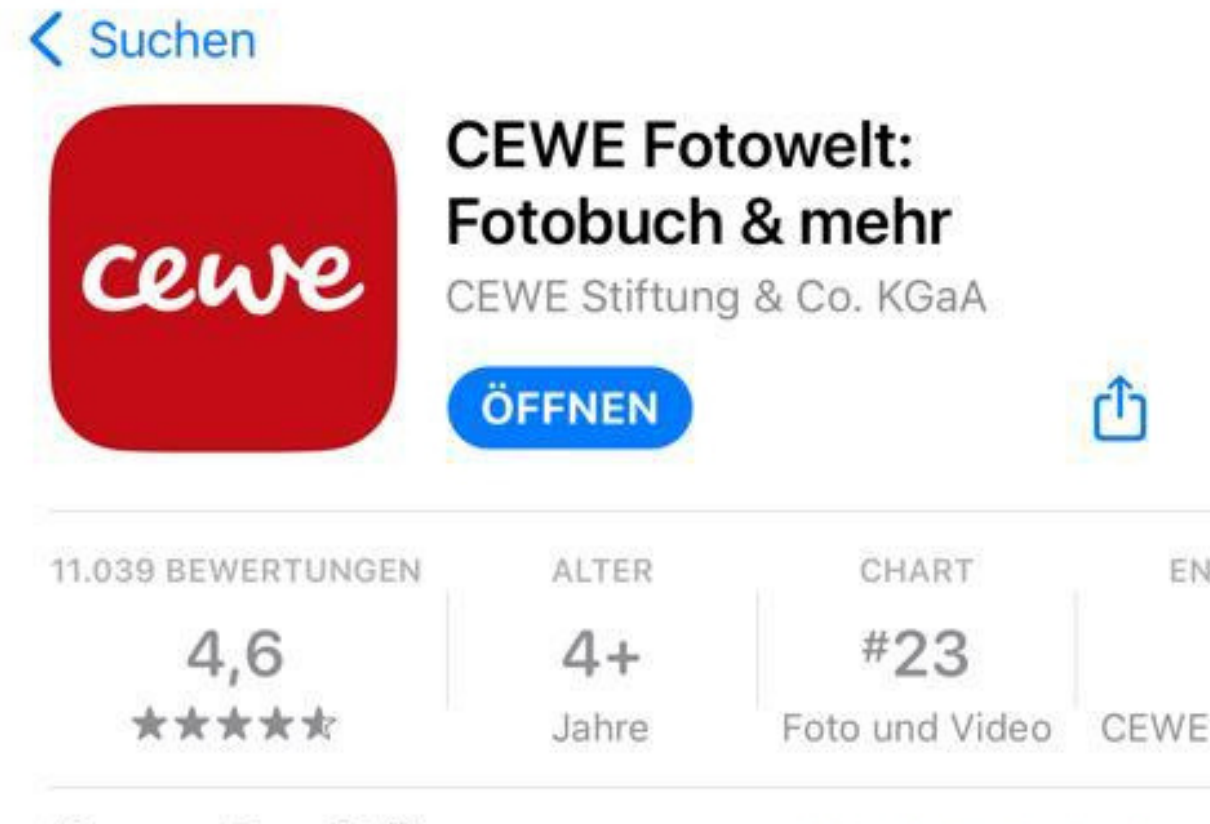 Suchen
cewe
CEWE Fotowelt:
Fotobuch & mehr
CEWE Stiftung & Co. KGaA
ÖFFNEN
11.039 BEWERTUNGEN
ALTER
CHART
EN
4,6
4+
#23
Jahre
Foto und Video
CEWE